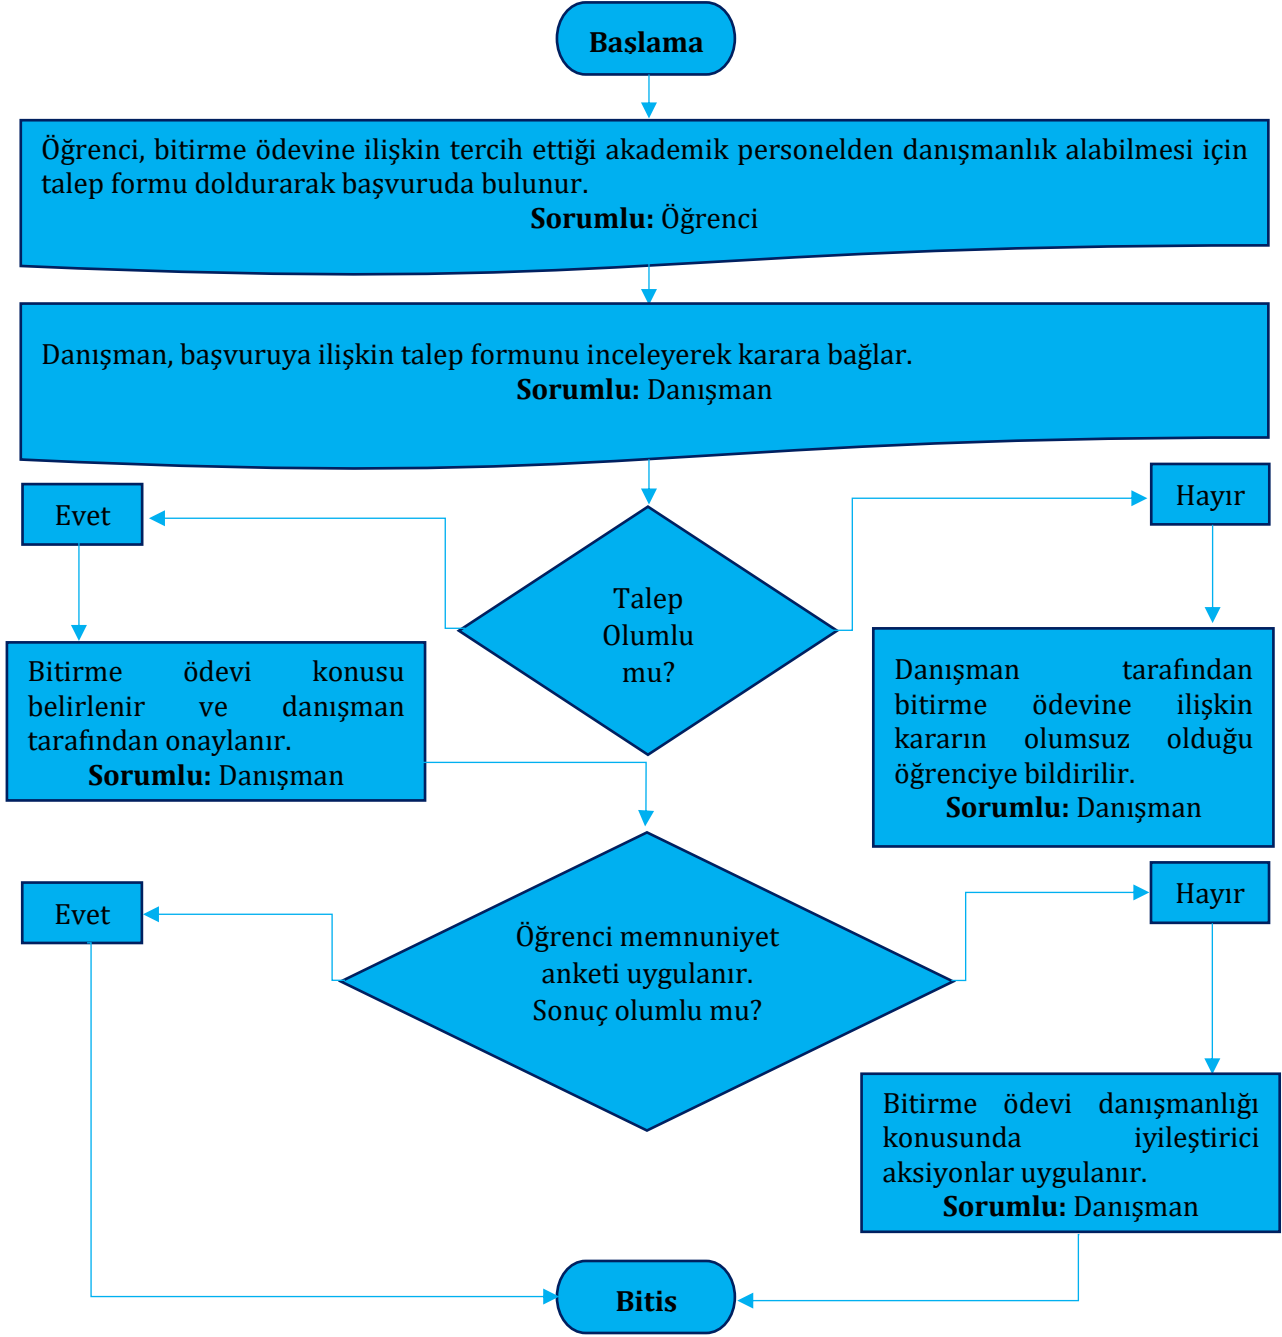 Başlama
Öğrenci, bitirme ödevine ilişkin tercih ettiği akademik personelden danışmanlık alabilmesi için
talep formu doldurarak başvuruda bulunur.
Sorumlu: Öğrenci
Danışman, başvuruya ilişkin talep formunu inceleyerek karara bağlar.
Sorumlu: Danışman
Evet
Hayır
Talep
Olumlu
mu?
Bitirme ödevi konusu
belirlenir ve danışman
tarafından onaylanır.
Sorumlu: Danışman
Danışman tarafından
bitirme ödevine ilişkin
kararın olumsuz olduğu
öğrenciye bildirilir.
Sorumlu: Danışman
Evet
Hayır
Öğrenci memnuniyet
anketi uygulanır.
Sonuç olumlu mu?
Bitirme ödevi danışmanlığı
konusunda iyileştirici
aksiyonlar uygulanır.
Sorumlu: Danışman
Bitis